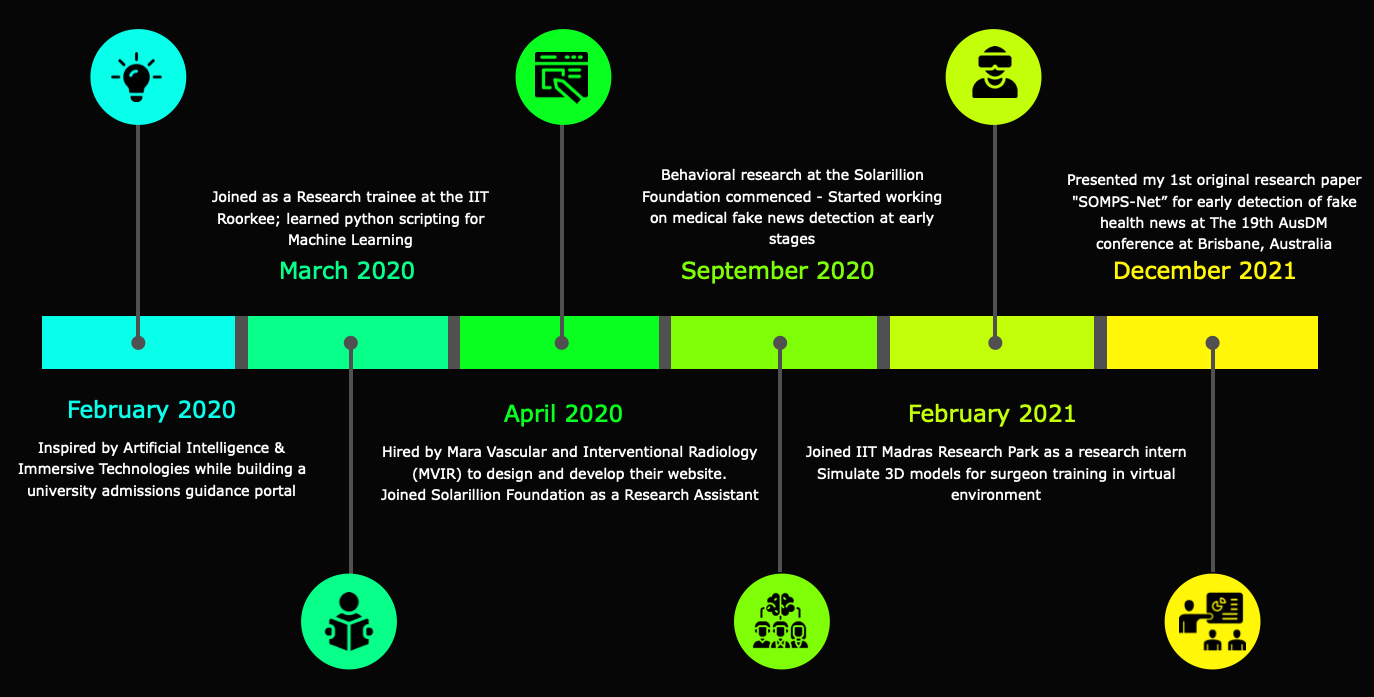 Joined as a Research trainee at the IIT
Roorkee; learned python scripting for
Machine Learning
March 2020
Behavioral research at the Solarillion
Foundation commenced - Started working
on medical fake news detection at early
stages
September 2020
Presented my 1st original research paper
"SOMPS-Net” for early detection of fake
health news at The 19th AusDM
conference at Brisbane, Australia
December 2021
February 2020
Inspired by Artificial Intelligence &
Immersive Technologies while building a
university admissions guidance portal
April 2020
Hired by Mara Vascular and Interventional Radiology
(MVIR) to design and develop their website.
Joined Solarillion Foundation as a Research Assistant
February 2021
Joined IIT Madras Research Park as a research intern
Simulate 3D models for surgeon training in virtual
environment